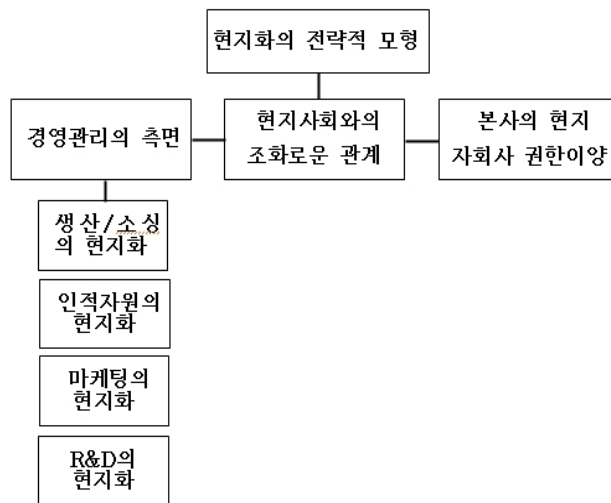 현지화의 전략적 모형
경영관리의 측면
현지사회와의
조화로운 관계
본사의 현지
자회사 권한이양
생산/소싱
의 현지화
인적자원의
현지화
마케팅의
현지화
R&D의
현지화